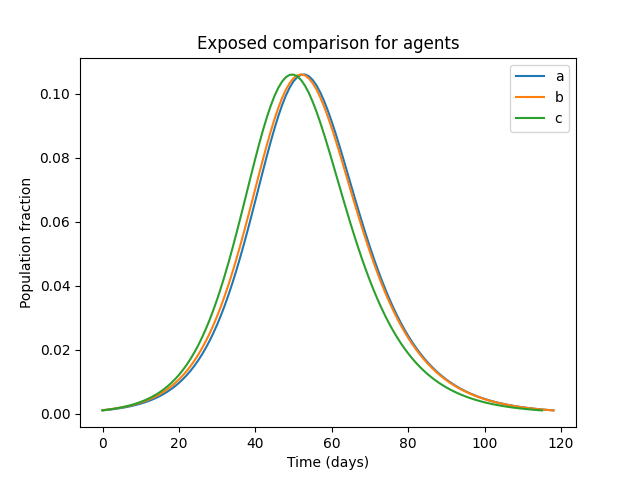 Exposed comparison for agents
a
b
c
Population fraction
0.10
0.08
0.06
0.04
0.02
0.00
0 20 40 60 80 100 120
Time (days)